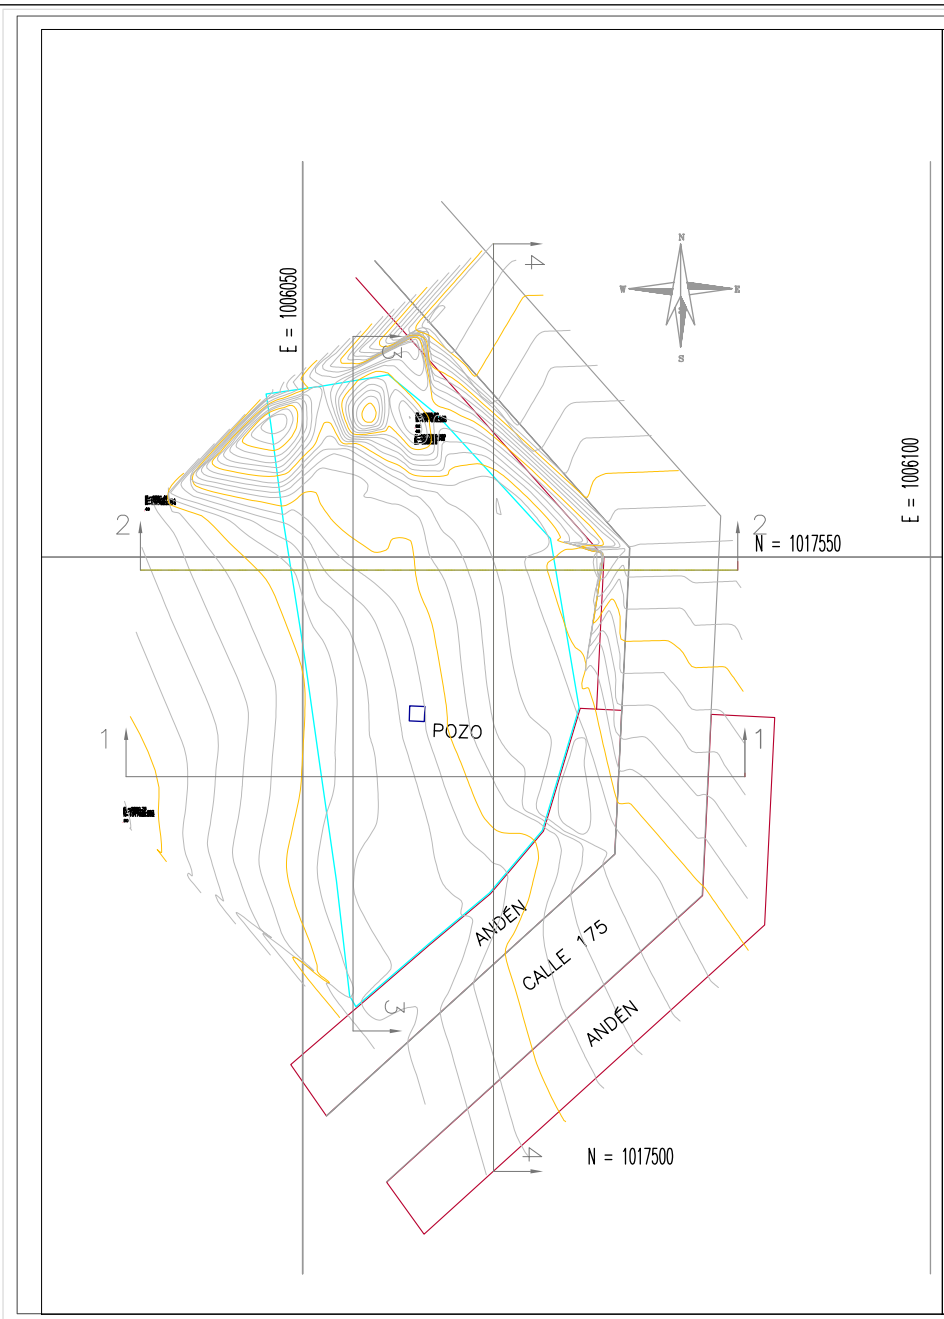 N
W E
S
4
E = 1006050
3
E = 1006100
2
2
N = 1017550
1
POZO
1
ANDÉN
CALLE 175
ANDÉN
3
4
N = 1017500